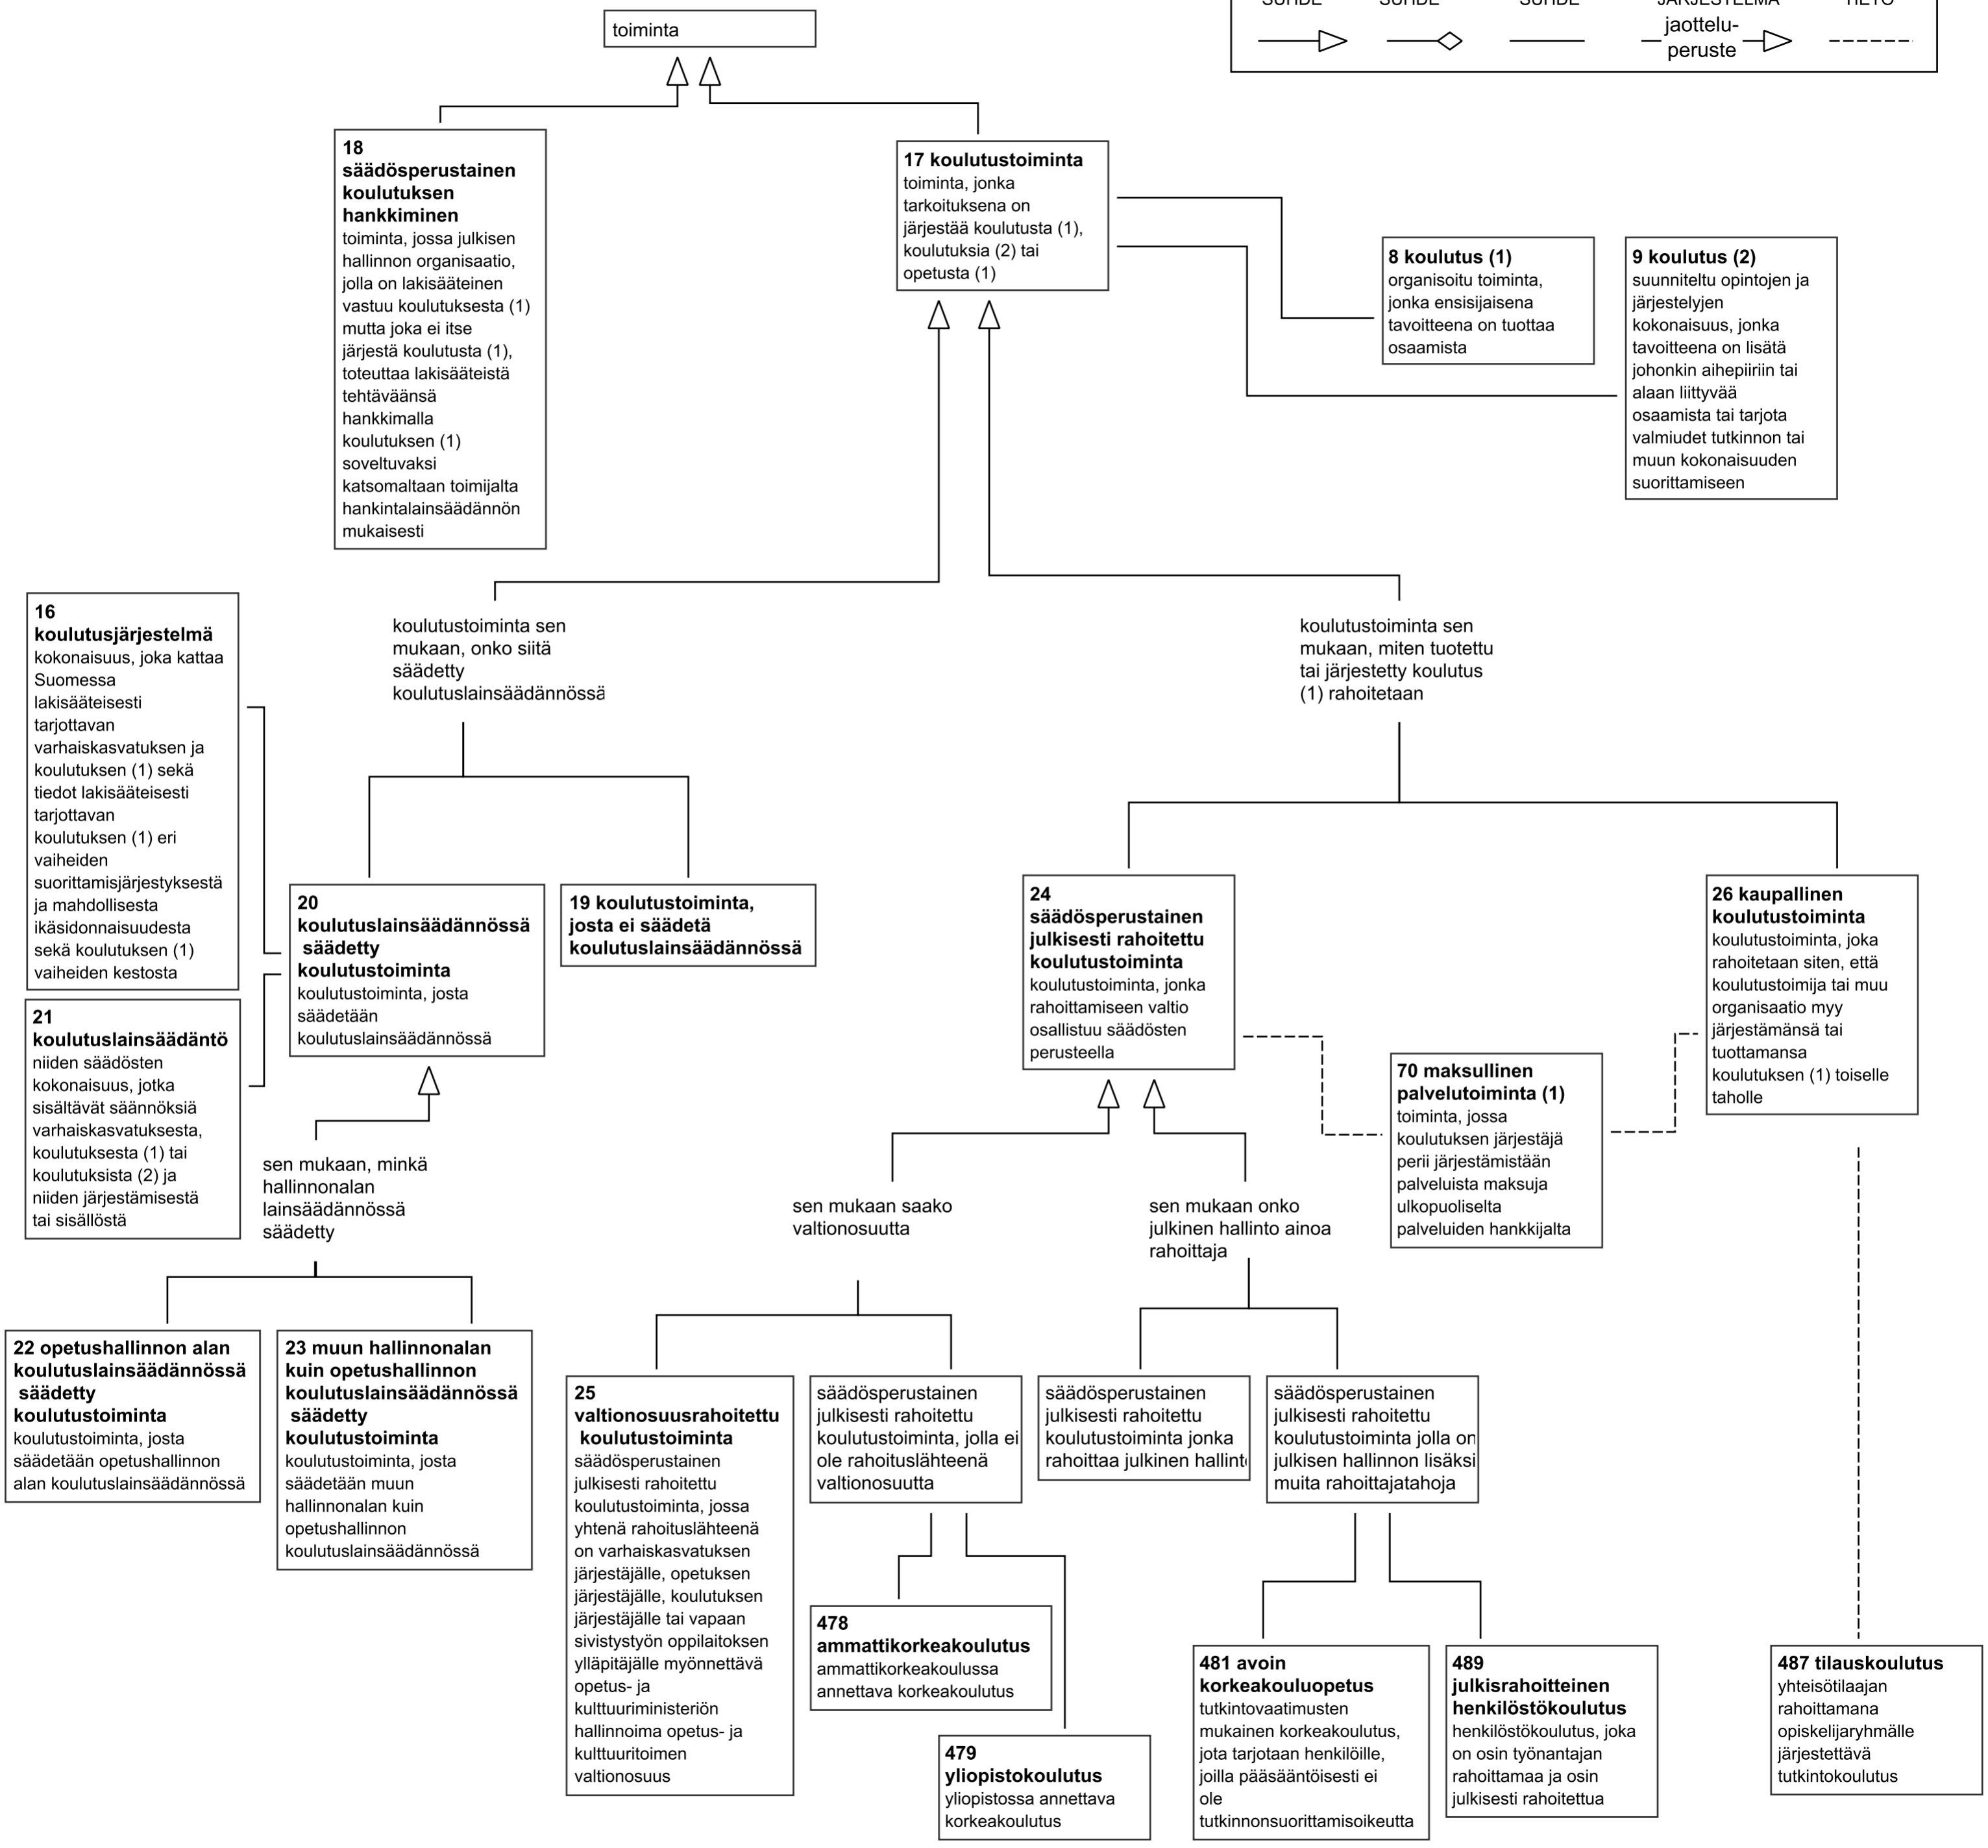 toiminta
SUHDE SUHDE SUHDE JÄRJESTELMÄ TIETO
jaottelu-
peruste
18
säädösperustainen
koulutuksen
hankkiminen
toiminta, jossa julkisen
hallinnon organisaatio,
jolla on lakisääteinen
vastuu koulutuksesta (1)
mutta joka ei itse
järjestä koulutusta (1),
toteuttaa lakisääteistä
tehtäväänsä
hankkimalla
koulutuksen (1)
soveltuvaksi
katsomaltaan toimijalta
hankintalainsäädännön
mukaisesti
17 koulutustoiminta
toiminta, jonka
tarkoituksena on
järjestää koulutusta (1),
koulutuksia (2) tai
opetusta (1)
8 koulutus (1)
organisoitu toiminta,
jonka ensisijaisena
tavoitteena on tuottaa
osaamista
9 koulutus (2)
suunniteltu opintojen ja
järjestelyjen
kokonaisuus, jonka
tavoitteena on lisätä
johonkin aihepiiriin tai
alaan liittyvää
osaamista tai tarjota
valmiudet tutkinnon tai
muun kokonaisuuden
suorittamiseen
16
koulutusjärjestelmä
kokonaisuus, joka kattaa
Suomessa
lakisääteisesti
tarjottavan
varhaiskasvatuksen ja
koulutuksen (1) sekä
tiedot lakisääteisesti
tarjottavan
koulutuksen (1) eri
vaiheiden
suorittamisjärjestyksestä
ja mahdollisesta
ikäsidonnaisuudesta
sekä koulutuksen (1)
vaiheiden kestosta
koulutustoiminta sen
mukaan, onko siitä
säädetty
koulutuslainsäädännössä
koulutustoiminta sen
mukaan, miten tuotettu
tai järjestetty koulutus
(1) rahoitetaan
20
koulutuslainsäädännössä
säädetty
koulutustoiminta
koulutustoiminta, josta
säädetään
koulutuslainsäädännössä
19 koulutustoiminta,
josta ei säädetä
koulutuslainsäädännössä
24
säädösperustainen
julkisesti rahoitettu
koulutustoiminta
koulutustoiminta, jonka
rahoittamiseen valtio
osallistuu säädösten
perusteella
26 kaupallinen
koulutustoiminta
koulutustoiminta, joka
rahoitetaan siten, että
koulutustoimija tai muu
organisaatio myy
järjestämänsä tai
tuottamansa
koulutuksen (1) toiselle
taholle
21
koulutuslainsäädäntö
niiden säädösten
kokonaisuus, jotka
sisältävät säännöksiä
varhaiskasvatuksesta,
koulutuksesta (1) tai
koulutuksista (2) ja
niiden järjestämisestä
tai sisällöstä
70 maksullinen
palvelutoiminta (1)
toiminta, jossa
koulutuksen järjestäjä
perii järjestämistään
palveluista maksuja
ulkopuoliselta
palveluiden hankkijalta
sen mukaan, minkä
hallinnonalan
lainsäädännössä
säädetty
sen mukaan saako
valtionosuutta
sen mukaan onko
julkinen hallinto ainoa
rahoittaja
22 opetushallinnon alan
koulutuslainsäädännössä
säädetty
koulutustoiminta
koulutustoiminta, josta
säädetään opetushallinnon
alan koulutuslainsäädännössä
23 muun hallinnonalan
kuin opetushallinnon
koulutuslainsäädännössä
säädetty
koulutustoiminta
koulutustoiminta, josta
säädetään muun
hallinnonalan kuin
opetushallinnon
koulutuslainsäädännössä
25
valtionosuusrahoitettu
koulutustoiminta
säädösperustainen
julkisesti rahoitettu
koulutustoiminta, jossa
yhtenä rahoituslähteenä
on varhaiskasvatuksen
järjestäjälle, opetuksen
järjestäjälle, koulutuksen
järjestäjälle tai vapaan
sivistystyön oppilaitoksen
ylläpitäjälle myönnettävä
opetus- ja
kulttuuriministeriön
hallinnoima opetus- ja
kulttuuritoimen
valtionosuus
säädösperustainen
julkisesti rahoitettu
koulutustoiminta, jolla ei
ole rahoituslähteenä
valtionosuutta
säädösperustainen
julkisesti rahoitettu
koulutustoiminta jonka
rahoittaa julkinen hallinto
säädösperustainen
julkisesti rahoitettu
koulutustoiminta jolla on
julkisen hallinnon lisäksi
muita rahoittajatahoja
478
ammattikorkeakoulutus
ammattikorkeakoulussa
annettava korkeakoulutus
479
yliopistokoulutus
yliopistossa annettava
korkeakoulutus
481 avoin
korkeakouluopetus
tutkintovaatimusten
mukainen korkeakoulutus,
jota tarjotaan henkilöille,
joilla pääsääntöisesti ei
ole
tutkinnonsuorittamisoikeutta
489
julkisrahoitteinen
henkilöstökoulutus
henkilöstökoulutus, joka
on osin työnantajan
rahoittamaa ja osin
julkisesti rahoitettua
487 tilauskoulutus
yhteisötilaajan
rahoittamana
opiskelijaryhmälle
järjestettävä
tutkintokoulutus